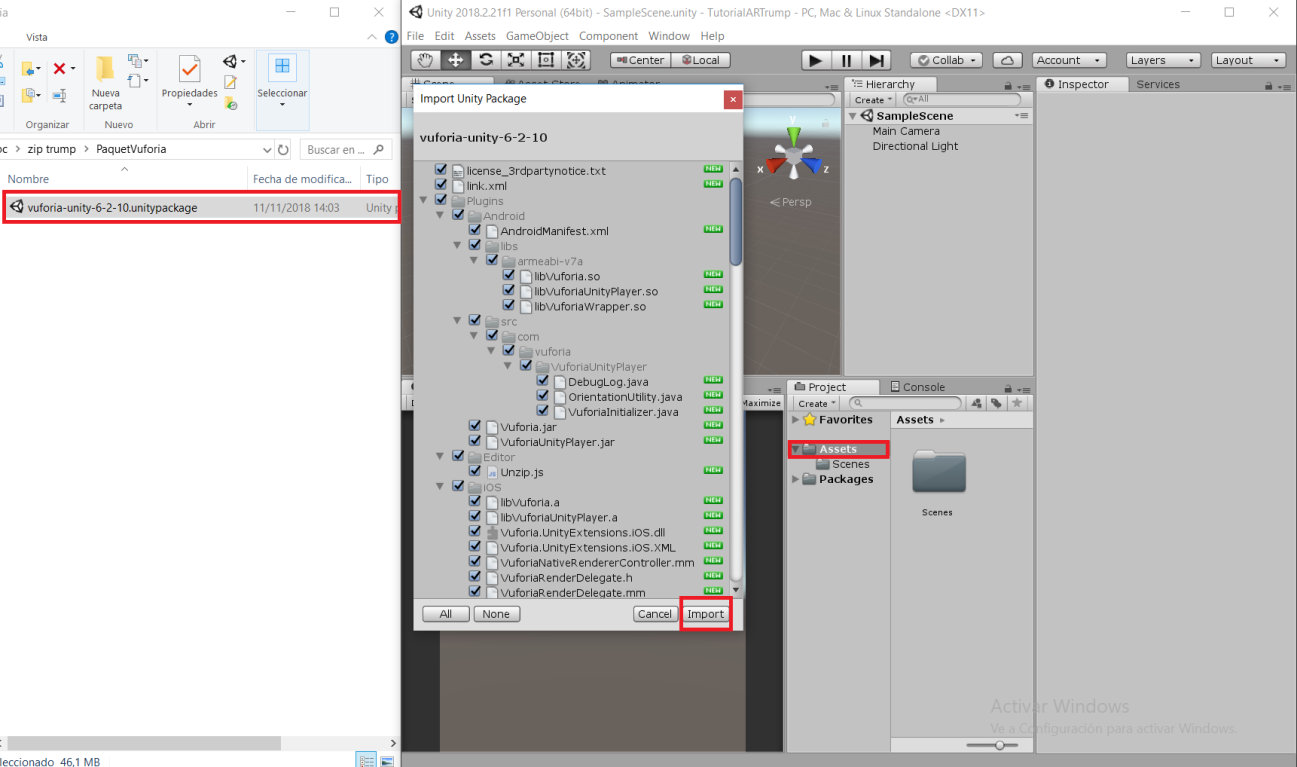 Vista
Nueva carpeta
Propiedades
Seleccionar
Organizar
Nuevo
Abrir
zip trump > PaquetVuforia
Buscar en ...
Nombre
Fecha de modifica...
Tipo
vuforia-unity-6-2-10.unitypackage
11/11/2018 14:03
Unity
46,1 MB
Unity 2018.2.21f1 Personal (64bit) - SampleScene.unity - TutorialARTrump - PC, Mac & Linux Standalone <DX11>
File Edit Assets GameObject Component Window Help
Center
Local
Collab
Account
Layers
Layout
Import Unity Package
vuforia-unity-6-2-10
license_3rdpartynotice.txt NEW
link.xml NEW
Plugins
Android
AndroidManifest.xml NEW
libs
armeabi-v7a
libVuforia.so NEW
libVuforiaUnityPlayer.so NEW
libVuforiaWrapper.so NEW
src
com
vuforia
VuforiaUnityPlayer
DebugLog.java NEW
OrientationUtility.java NEW
VuforiaInitializer.java NEW
Vuforia.jar NEW
VuforiaUnityPlayer.jar NEW
Editor
Unzip.js NEW
iOS
libVuforia.a NEW
libVuforiaUnityPlayer.a NEW
Vuforia.UnityExtensions.iOS.dll NEW
Vuforia.UnityExtensions.iOS.XML NEW
VuforiaNativeRendererController.mm NEW
VuforiaRenderDelegate.h NEW
VuforiaRenderDelegate.mm NEW
All
None
Cancel
Import
y
x
z
Persp
Maximize
Hierarchy
Create
All
SampleScene
Main Camera
Directional Light
Inspector
Services
Project
Console
Create
Favorites
Assets
Scenes
Packages
Assets
Scenes
Activar Windows
Ve a Configuración para activar Windows.